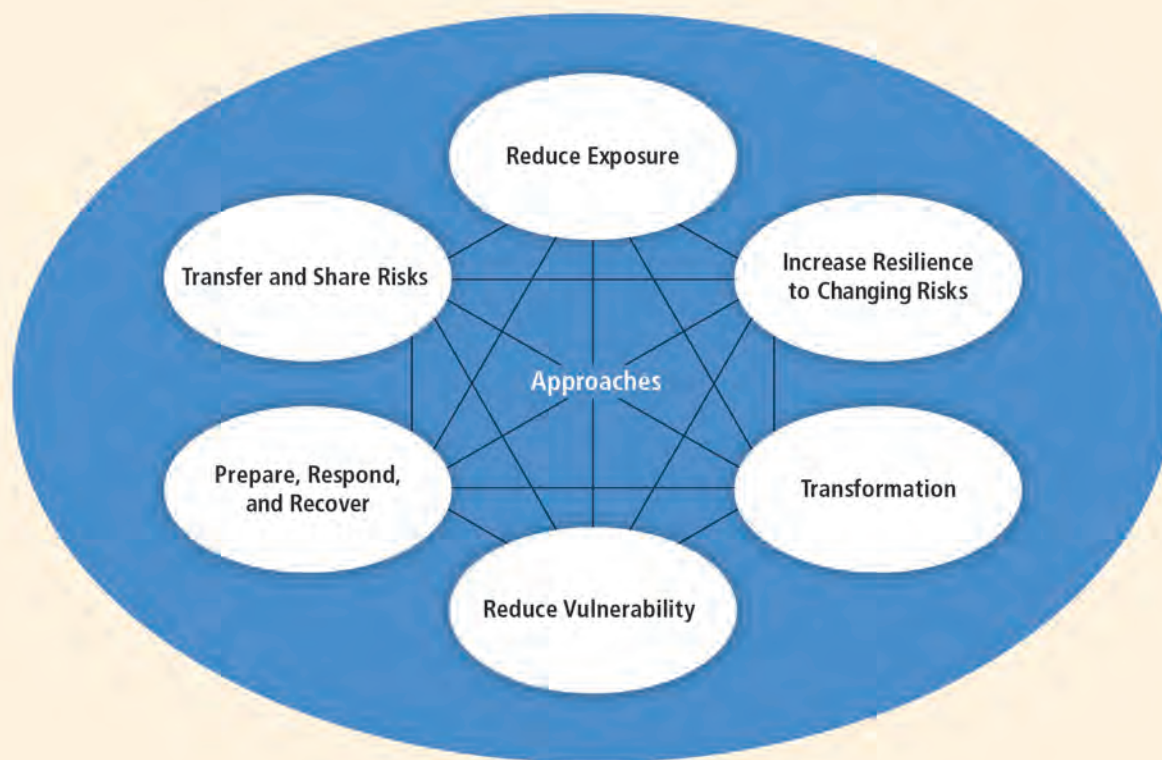 Reduce Exposure
Transfer and Share Risks
Increase Resilience
to Changing Risks
Approaches
Prepare, Respond,
and Recover
Transformation
Reduce Vulnerability